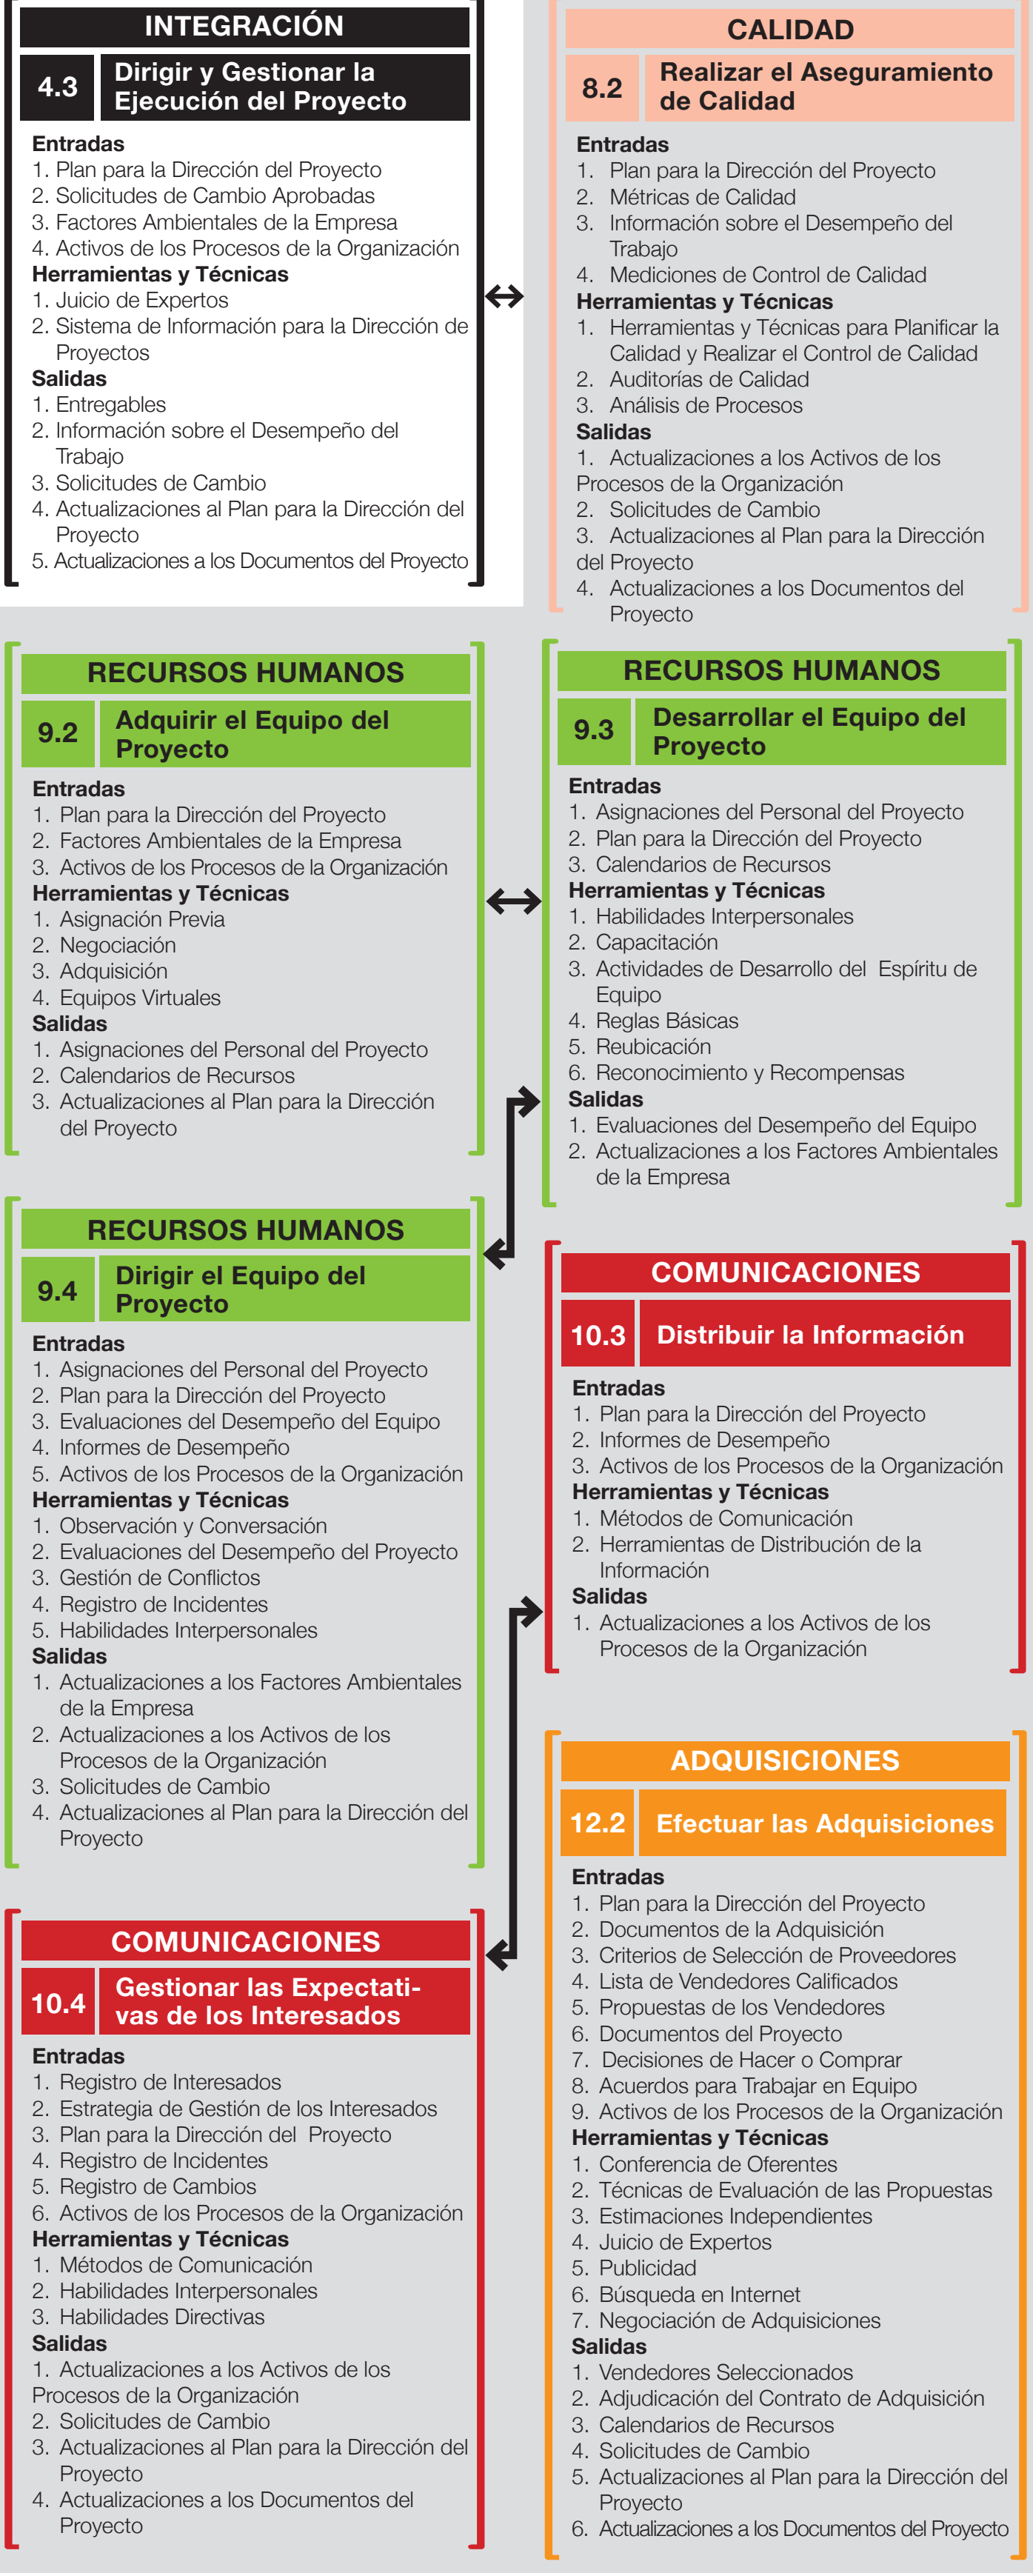 INTEGRACIÓN
4.3
Dirigir y Gestionar la
Ejecución del Proyecto
Entradas
1. Plan para la Dirección del Proyecto
2. Solicitudes de Cambio Aprobadas
3. Factores Ambientales de la Empresa
4. Activos de los Procesos de la Organización
Herramientas y Técnicas
1. Juicio de Expertos
2. Sistema de Información para la Dirección de
Proyectos
Salidas
1. Entregables
2. Información sobre el Desempeño del
Trabajo
3. Solicitudes de Cambio
4. Actualizaciones al Plan para la Dirección del
Proyecto
5. Actualizaciones a los Documentos del Proyecto
CALIDAD
8.2
Realizar el Aseguramiento
de Calidad
Entradas
1. Plan para la Dirección del Proyecto
2. Métricas de Calidad
3. Información sobre el Desempeño del
Trabajo
4. Mediciones de Control de Calidad
Herramientas y Técnicas
1. Herramientas y Técnicas para Planificar la
Calidad y Realizar el Control de Calidad
2. Auditorías de Calidad
3. Análisis de Procesos
Salidas
1. Actualizaciones a los Activos de los
Procesos de la Organización
2. Solicitudes de Cambio
3. Actualizaciones al Plan para la Dirección
del Proyecto
4. Actualizaciones a los Documentos del
Proyecto
RECURSOS HUMANOS
9.2
Adquirir el Equipo del
Proyecto
Entradas
1. Plan para la Dirección del Proyecto
2. Factores Ambientales de la Empresa
3. Activos de los Procesos de la Organización
Herramientas y Técnicas
1. Asignación Previa
2. Negociación
3. Adquisición
4. Equipos Virtuales
Salidas
1. Asignaciones del Personal del Proyecto
2. Calendarios de Recursos
3. Actualizaciones al Plan para la Dirección
del Proyecto
RECURSOS HUMANOS
9.3
Desarrollar el Equipo del
Proyecto
Entradas
1. Asignaciones del Personal del Proyecto
2. Plan para la Dirección del Proyecto
3. Calendarios de Recursos
Herramientas y Técnicas
1. Habilidades Interpersonales
2. Capacitación
3. Actividades de Desarrollo del Espíritu de
Equipo
4. Reglas Básicas
5. Reubicación
6. Reconocimiento y Recompensas
Salidas
1. Evaluaciones del Desempeño del Equipo
2. Actualizaciones a los Factores Ambientales
de la Empresa
RECURSOS HUMANOS
9.4
Dirigir el Equipo del
Proyecto
Entradas
1. Asignaciones del Personal del Proyecto
2. Plan para la Dirección del Proyecto
3. Evaluaciones del Desempeño del Equipo
4. Informes de Desempeño
5. Activos de los Procesos de la Organización
Herramientas y Técnicas
1. Observación y Conversación
2. Evaluaciones del Desempeño del Proyecto
3. Gestión de Conflictos
4. Registro de Incidentes
5. Habilidades Interpersonales
Salidas
1. Actualizaciones a los Factores Ambientales
de la Empresa
2. Actualizaciones a los Activos de los
Procesos de la Organización
3. Solicitudes de Cambio
4. Actualizaciones al Plan para la Dirección del
Proyecto
COMUNICACIONES
10.3
Distribuir la Información
Entradas
1. Plan para la Dirección del Proyecto
2. Informes de Desempeño
3. Activos de los Procesos de la Organización
Herramientas y Técnicas
1. Métodos de Comunicación
2. Herramientas de Distribución de la
Información
Salidas
1. Actualizaciones a los Activos de los
Procesos de la Organización
COMUNICACIONES
10.4
Gestionar las Expectati-
vas de los Interesados
Entradas
1. Registro de Interesados
2. Estrategia de Gestión de los Interesados
3. Plan para la Dirección del Proyecto
4. Registro de Incidentes
5. Registro de Cambios
6. Activos de los Procesos de la Organización
Herramientas y Técnicas
1. Métodos de Comunicación
2. Habilidades Interpersonales
3. Habilidades Directivas
Salidas
1. Actualizaciones a los Activos de los
Procesos de la Organización
2. Solicitudes de Cambio
3. Actualizaciones al Plan para la Dirección del
Proyecto
4. Actualizaciones a los Documentos del
Proyecto
ADQUISICIONES
12.2
Efectuar las Adquisiciones
Entradas
1. Plan para la Dirección del Proyecto
2. Documentos de la Adquisición
3. Criterios de Selección de Proveedores
4. Lista de Vendedores Calificados
5. Propuestas de los Vendedores
6. Documentos del Proyecto
7. Decisiones de Hacer o Comprar
8. Acuerdos para Trabajar en Equipo
9. Activos de los Procesos de la Organización
Herramientas y Técnicas
1. Conferencia de Oferentes
2. Técnicas de Evaluación de las Propuestas
3. Estimaciones Independientes
4. Juicio de Expertos
5. Publicidad
6. Búsqueda en Internet
7. Negociación de Adquisiciones
Salidas
1. Vendedores Seleccionados
2. Adjudicación del Contrato de Adquisición
3. Calendarios de Recursos
4. Solicitudes de Cambio
5. Actualizaciones al Plan para la Dirección del
Proyecto
6. Actualizaciones a los Documentos del Proyecto